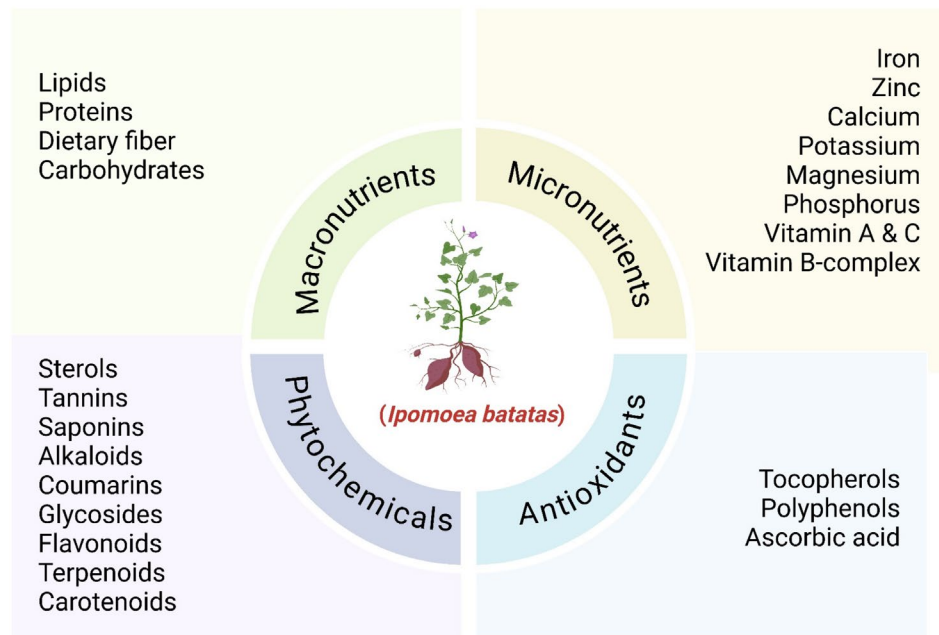 Lipids
Proteins
Dietary fiber
Carbohydrates
Macronutrients
Micronutrients
Iron
Zinc
Calcium
Potassium
Magnesium
Phosphorus
Vitamin A & C
Vitamin B-complex
(Ipomoea batatas)
Sterols
Tannins
Saponins
Alkaloids
Coumarins
Glycosides
Flavonoids
Terpenoids
Carotenoids
Phytochemicals
Antioxidants
Tocopherols
Polyphenols
Ascorbic acid